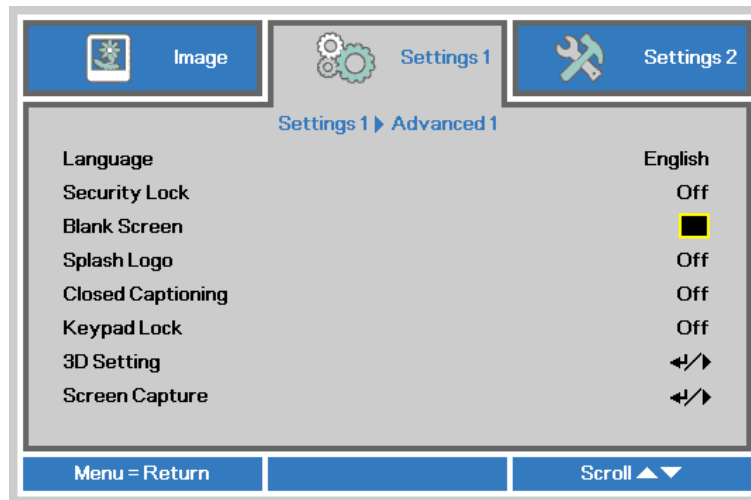 Image
Settings 1
Settings 2
Settings 1 Advanced 1
Language English
Security Lock Off
Blank Screen
Splash Logo Off
Closed Captioning Off
Keypad Lock Off
3D Setting
Screen Capture
Menu = Return
Scroll